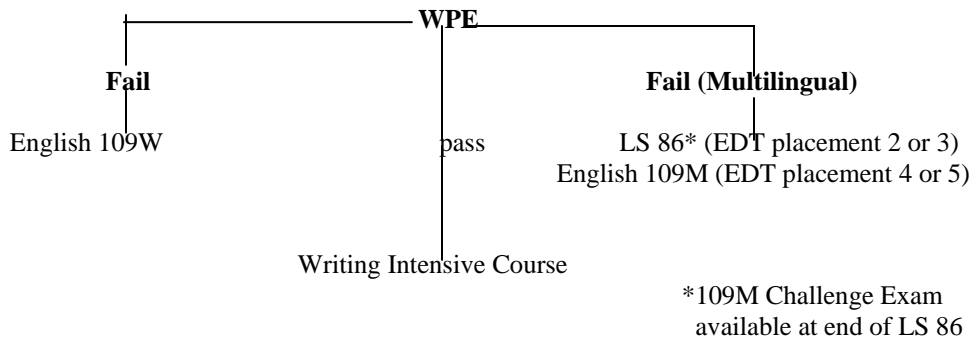 WPE
Fail
Fail (Multilingual)
English 109W
pass
LS 86* (EDT placement 2 or 3)
English 109M (EDT placement 4 or 5)
Writing Intensive Course
*109M Challenge Exam
available at end of LS 86